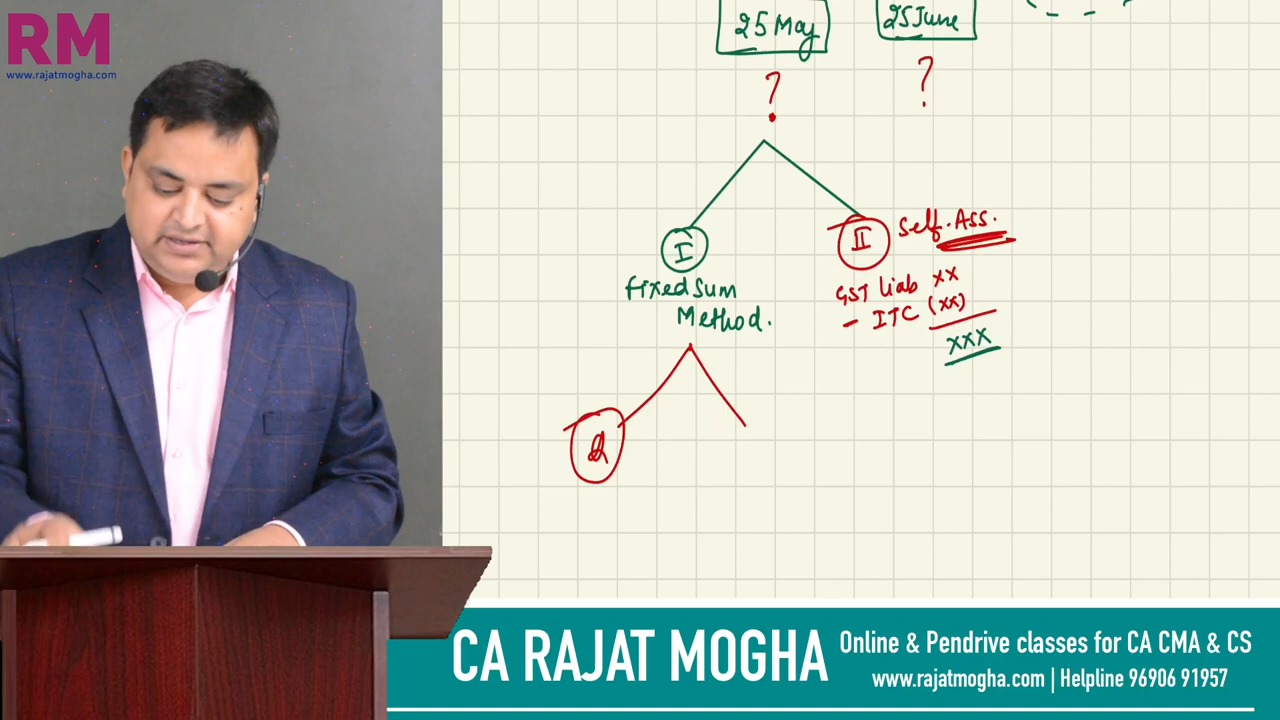 RM
www.rajatmogha.com
25 May
25 June
?
?
I
Fixed Sum
Method.
II
Self. Ass.
GST liab xx
- ITC (xx)
xxx
Q
CA RAJAT MOGHA
Online & Pendrive classes for CA CMA & CS
www.rajatmogha.com | Helpline 96906 91957